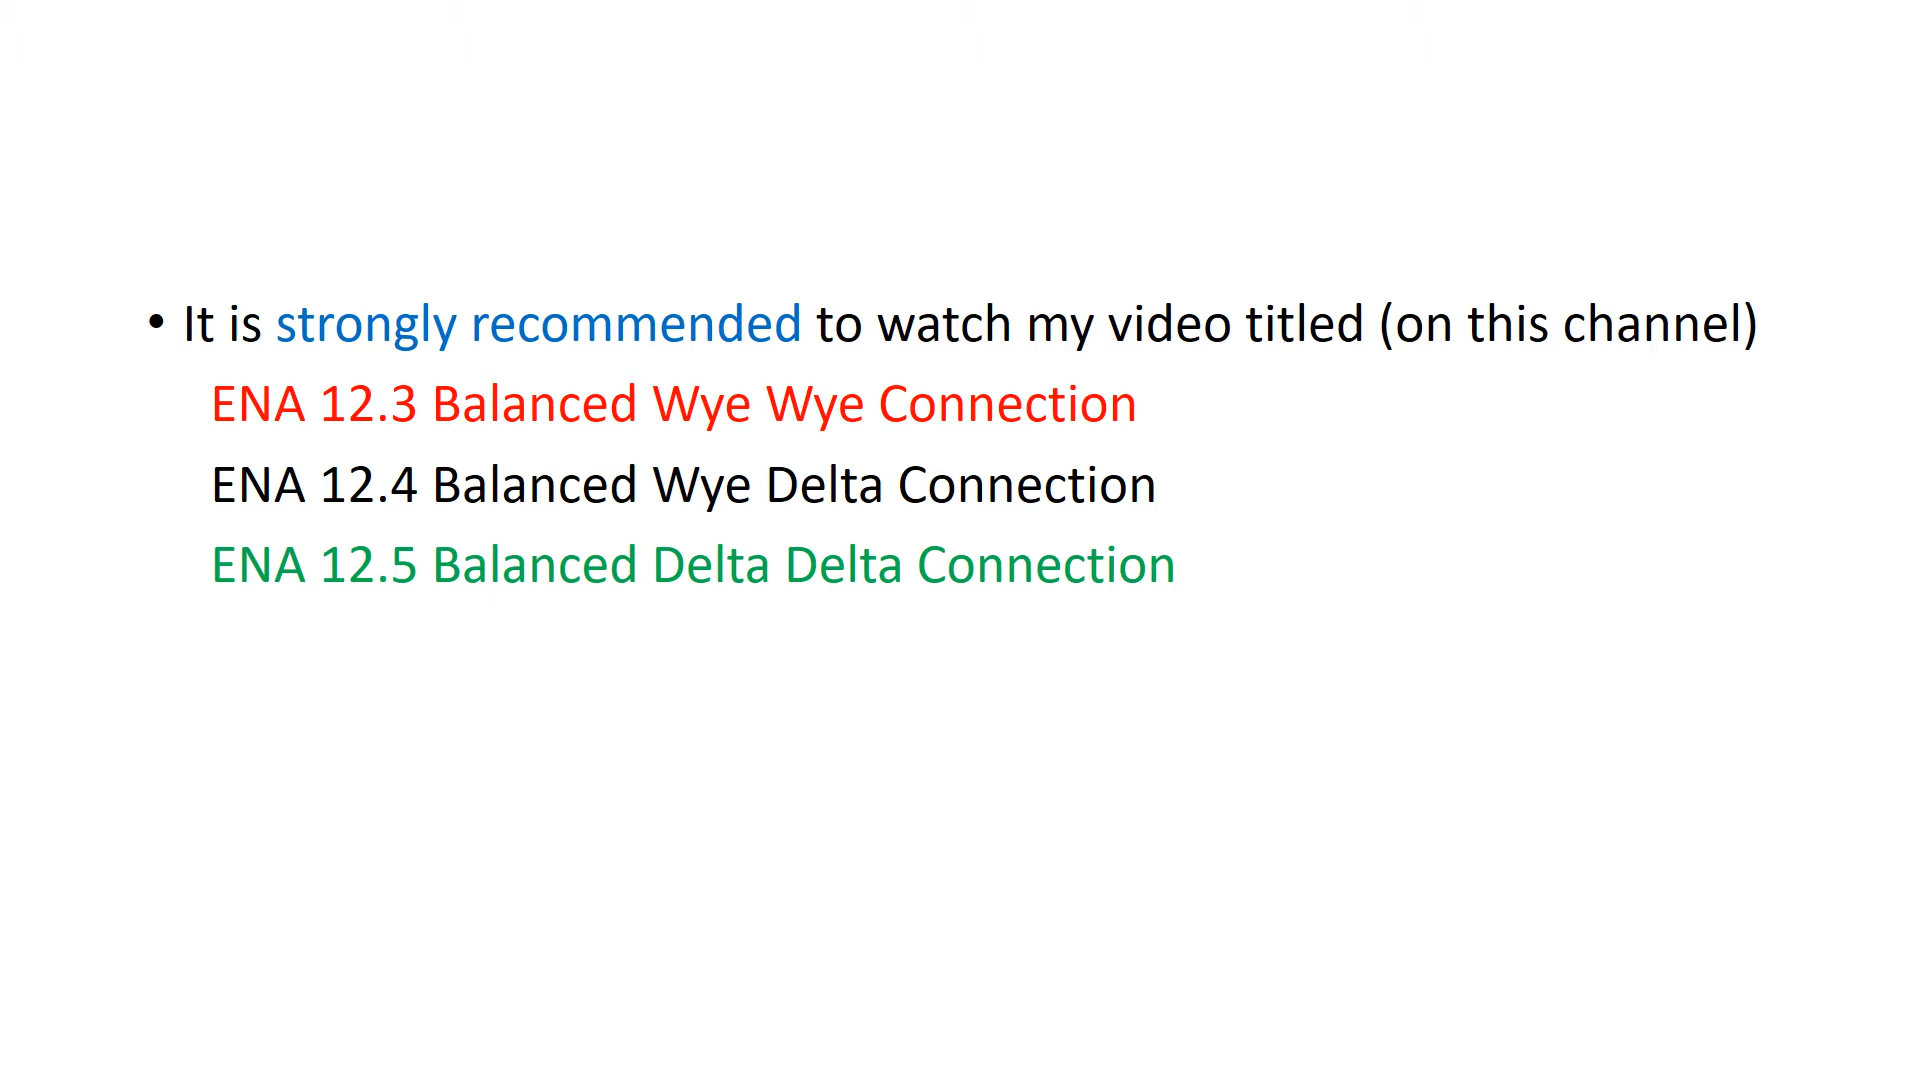 • It is strongly recommended to watch my video titled (on this channel)
ENA 12.3 Balanced Wye Wye Connection
ENA 12.4 Balanced Wye Delta Connection
ENA 12.5 Balanced Delta Delta Connection